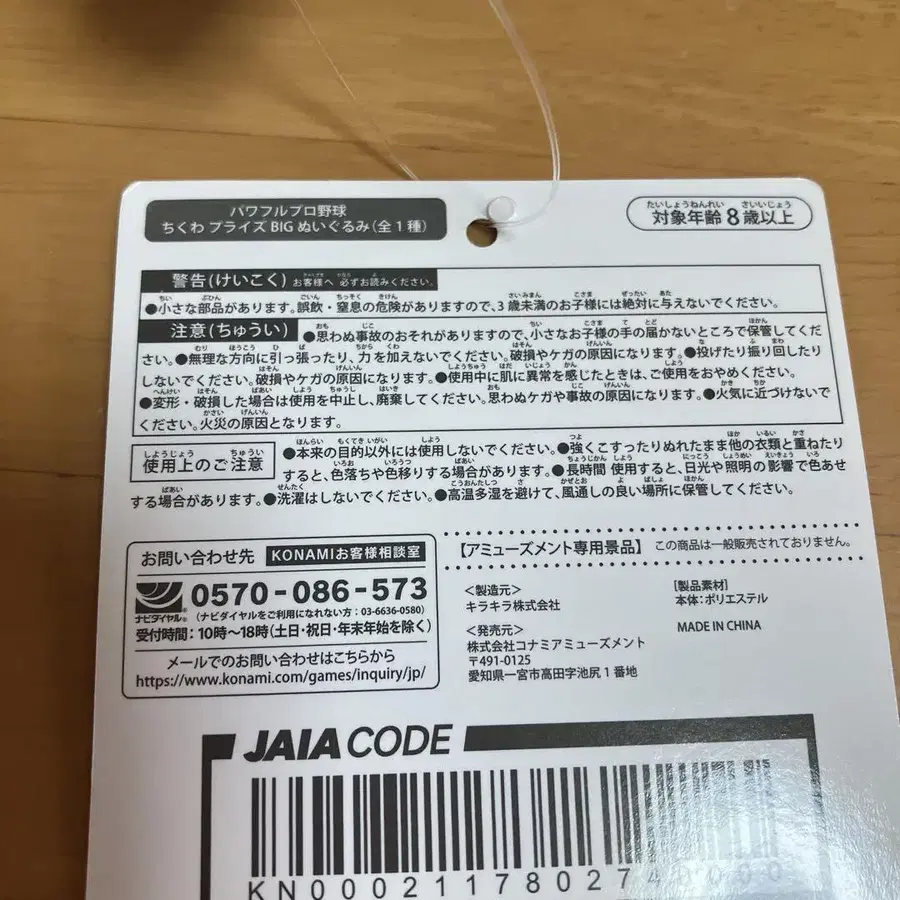 パワフルプロ野球
ちくわ プライズ BIG ぬいぐるみ(全1種)
対象年齢 8 歳以上
警告(けいこく) お客様へ 必ずお読みください。
●小さな部品があります。誤飲・窒息の危険がありますので、3歳未満のお子様には絶対に与えないでください。
注意(ちゅうい) ●思わぬ事故のおそれがありますので、小さなお子様の手の届かないところで保管してくだ
さい。●無理な方向に引っ張ったり、力を加えないでください。破損やケガの原因になります。●投げたり振り回したり
しないでください。破損やケガの原因になります。●使用中に肌に異常を感じたときは、ご使用をおやめください。
●変形・破損した場合は使用を中止し、廃棄してください。思わぬケガや事故の原因になります。●火気に近づけないで
ください。火災の原因となります。
使用上のご注意 ●本来の目的以外には使用しないでください。●強くこすったりぬれたまま他の衣類と重ねたり
すると、色落ちや色移りする場合があります。●長時間 使用すると、日光や照明の影響で色あせ
する場合があります。●洗濯はしないでください。●高温多湿を避けて、風通しの良い場所に保管してください。
お問い合わせ先 KONAMIお客様相談室
ナビダイヤル® 0570-086-573
(ナビダイヤルをご利用になれない方:03-6636-0580)
受付時間:10時〜18時(土日・祝日・年末年始を除く)
メールでのお問い合わせはこちらから
https://www.konami.com/games/inquiry/jp/
【アミューズメント専用景品】 この商品は一般販売されておりません。
<製造元>
キラキラ株式会社
<発売元>
株式会社コナミアミューズメント
〒491-0125
愛知県一宮市高田字池尻1番地
[製品素材]
本体:ポリエステル
MADE IN CHINA
JAIA CODE
KN00021178027